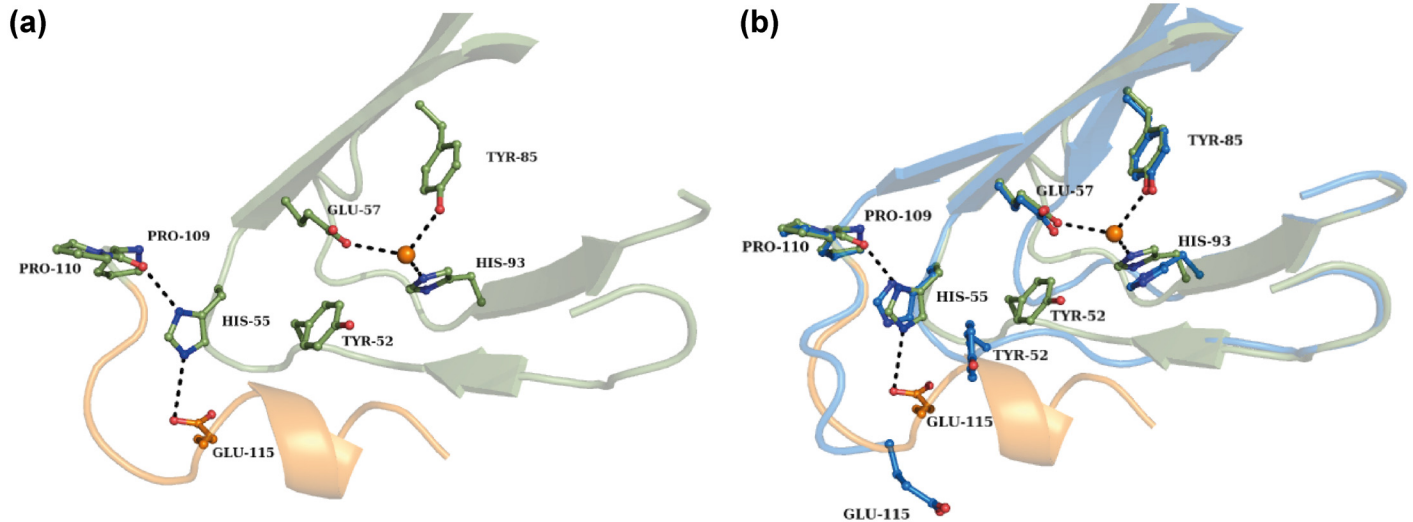 (a)
TYR-85
GLU-57
PRO-109
PRO-110
HIS-93
HIS-55
TYR-52
GLU-115
(b)
TYR-85
GLU-57
PRO-109
PRO-110
HIS-93
HIS-55
TYR-52
TYR-52
GLU-115
GLU-115